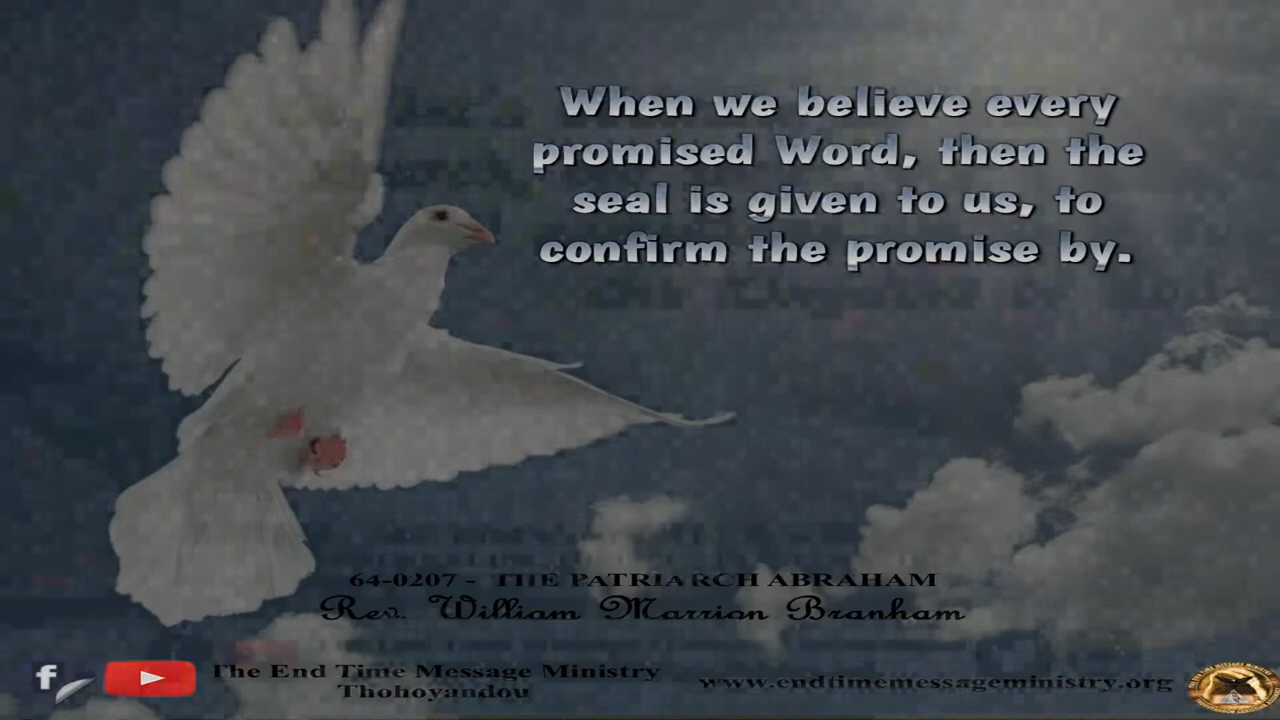 When we believe every
promised Word, then the
seal is given to us, to
confirm the promise by.
64-0207 - THE PATRIARCH ABRAHAM
Rev. William Marrion Branham
f
The End Time Message Ministry
Thohoyandou
www.endtimemessageministry.org